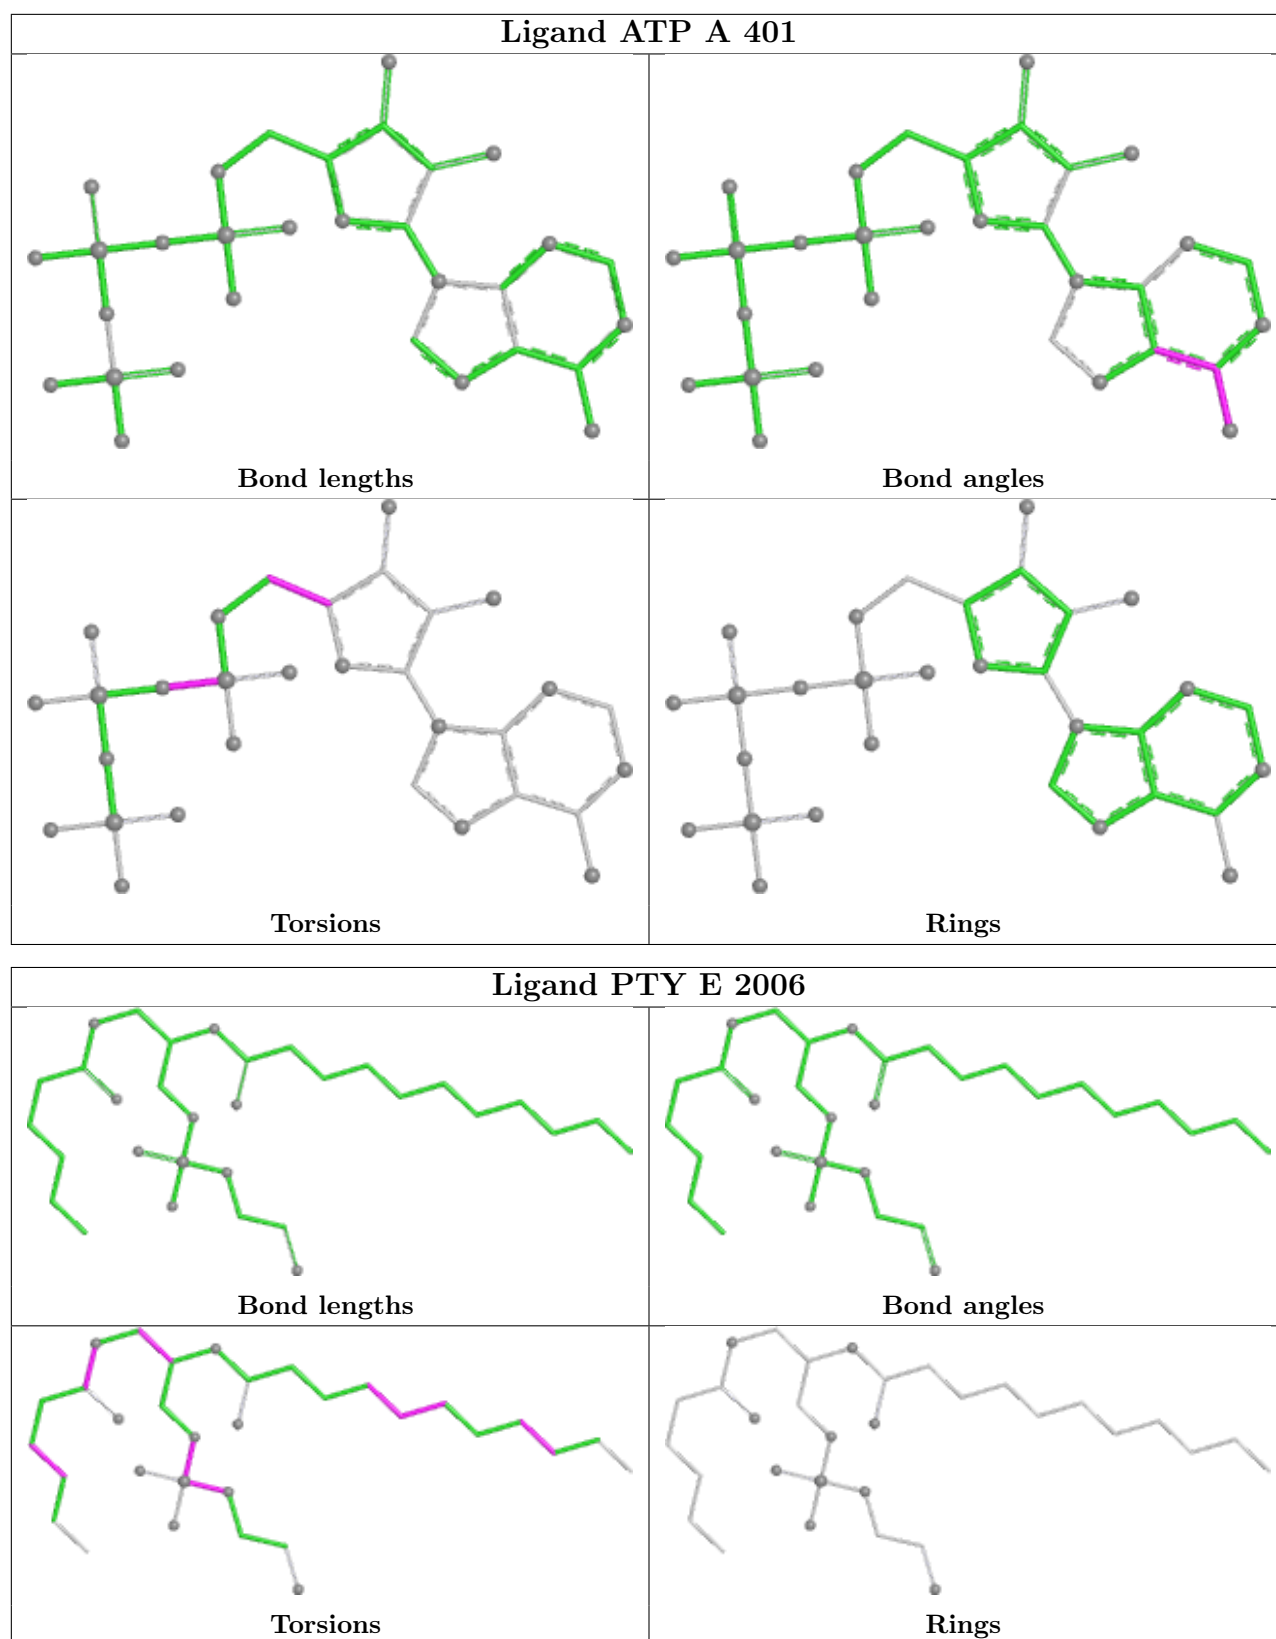 Ligand ATP A 401
Bond lengths
Bond angles
Torsions
Rings
Ligand PTY E 2006
Bond lengths
Bond angles
Torsions
Rings